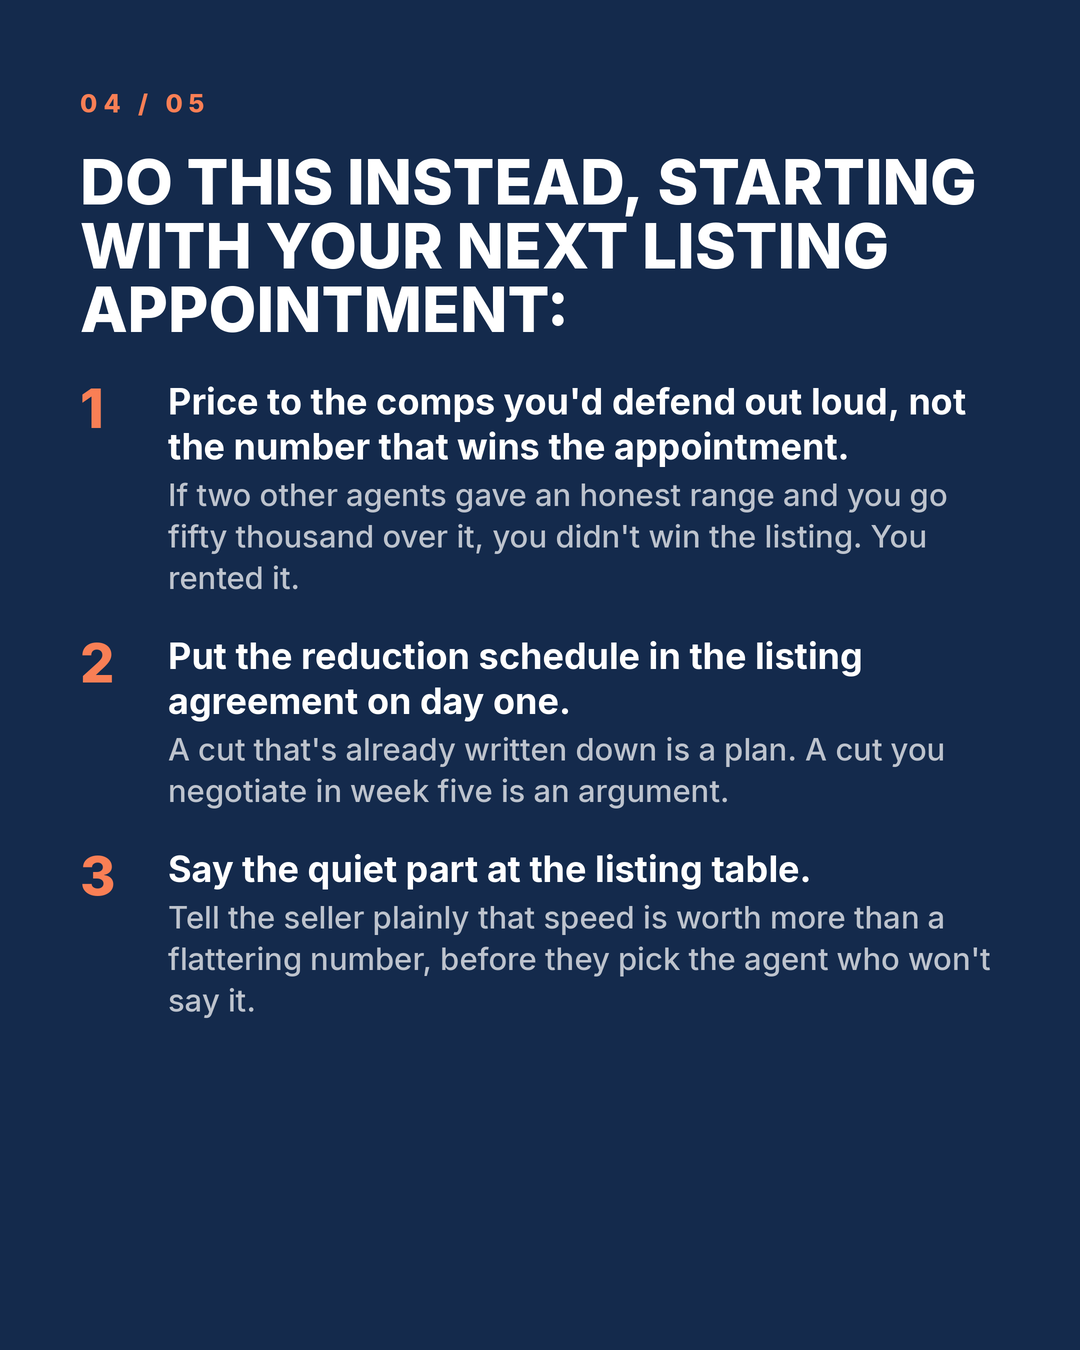 04 / 05
DO THIS INSTEAD, STARTING
WITH YOUR NEXT LISTING
APPOINTMENT:
1
Price to the comps you'd defend out loud, not
the number that wins the appointment.
If two other agents gave an honest range and you go
fifty thousand over it, you didn't win the listing. You
rented it.
2
Put the reduction schedule in the listing
agreement on day one.
A cut that's already written down is a plan. A cut you
negotiate in week five is an argument.
3
Say the quiet part at the listing table.
Tell the seller plainly that speed is worth more than a
flattering number, before they pick the agent who won't
say it.